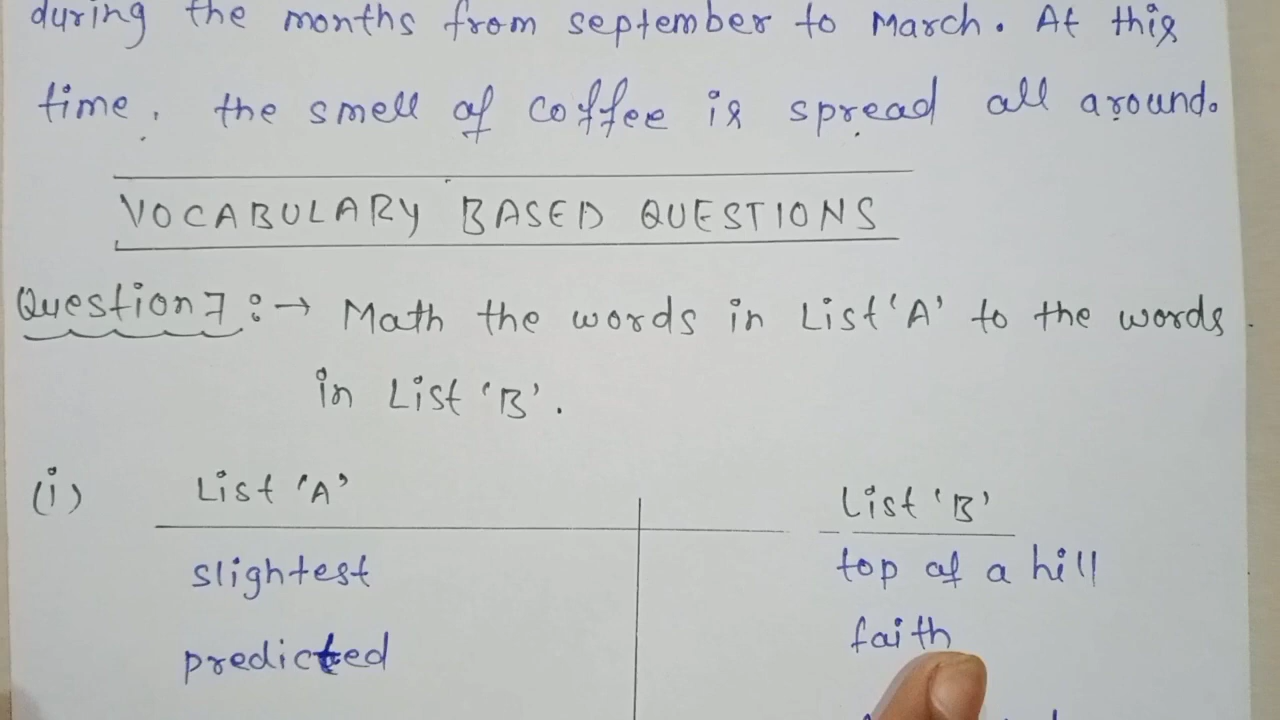 during the months from september to March. At this
time, the smell of coffee is spread all around.
VOCABULARY BASED QUESTIONS
Question 7 :→ Math the words in List 'A' to the words
in List 'B'.
(i) List 'A' List 'B'
slightest top of a hill
predicted faith